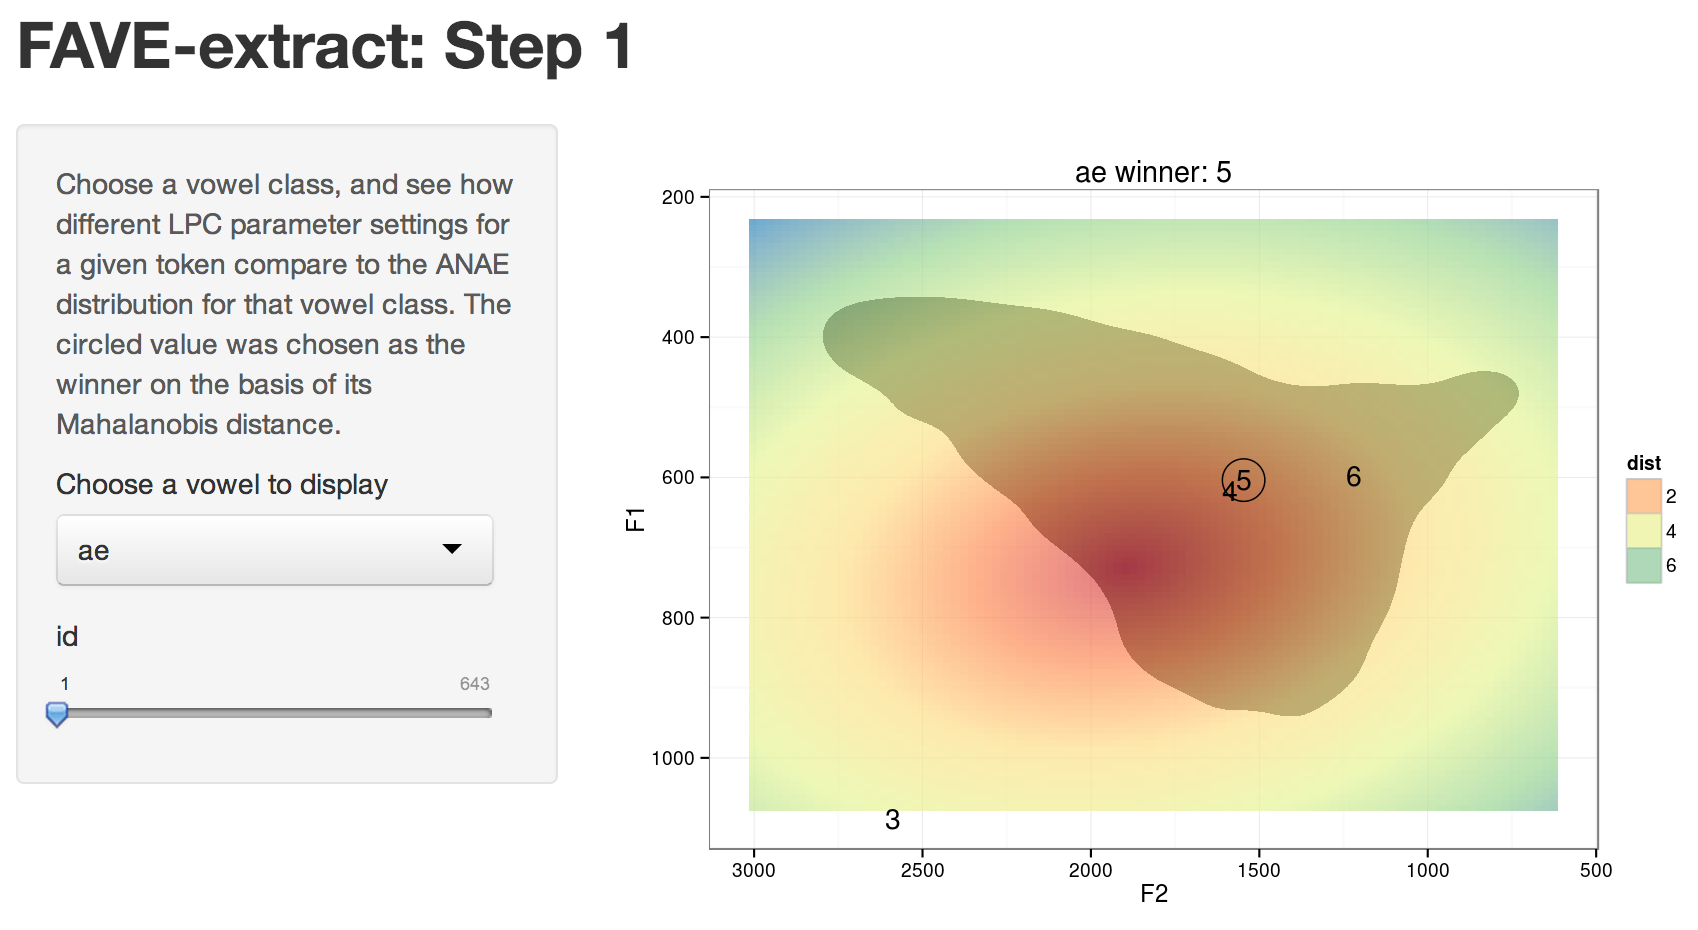 FAVE-extract: Step 1
Choose a vowel class, and see how
different LPC parameter settings for
a given token compare to the ANAE
distribution for that vowel class. The
circled value was chosen as the
winner on the basis of its
Mahalanobis distance.
Choose a vowel to display
ae
id
1
643
ae winner: 5
200
400
600
800
1000
F1
5
4
6
3
3000
2500
2000
1500
1000
500
F2
dist
2
4
6